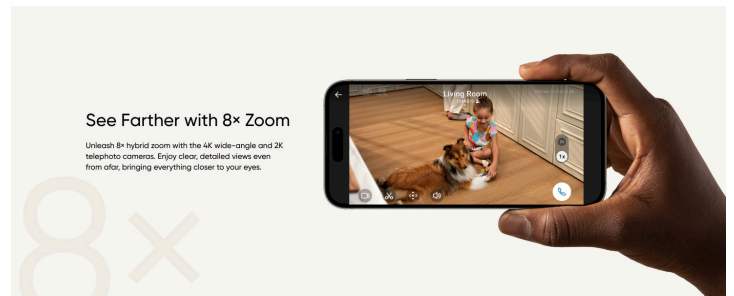 See Farther with 8× Zoom
Unleash 8× hybrid zoom with the 4K wide-angle and 2K
telephoto cameras. Enjoy clear, detailed views even
from afar, bringing everything closer to your eyes.
8×
Living Room
1x